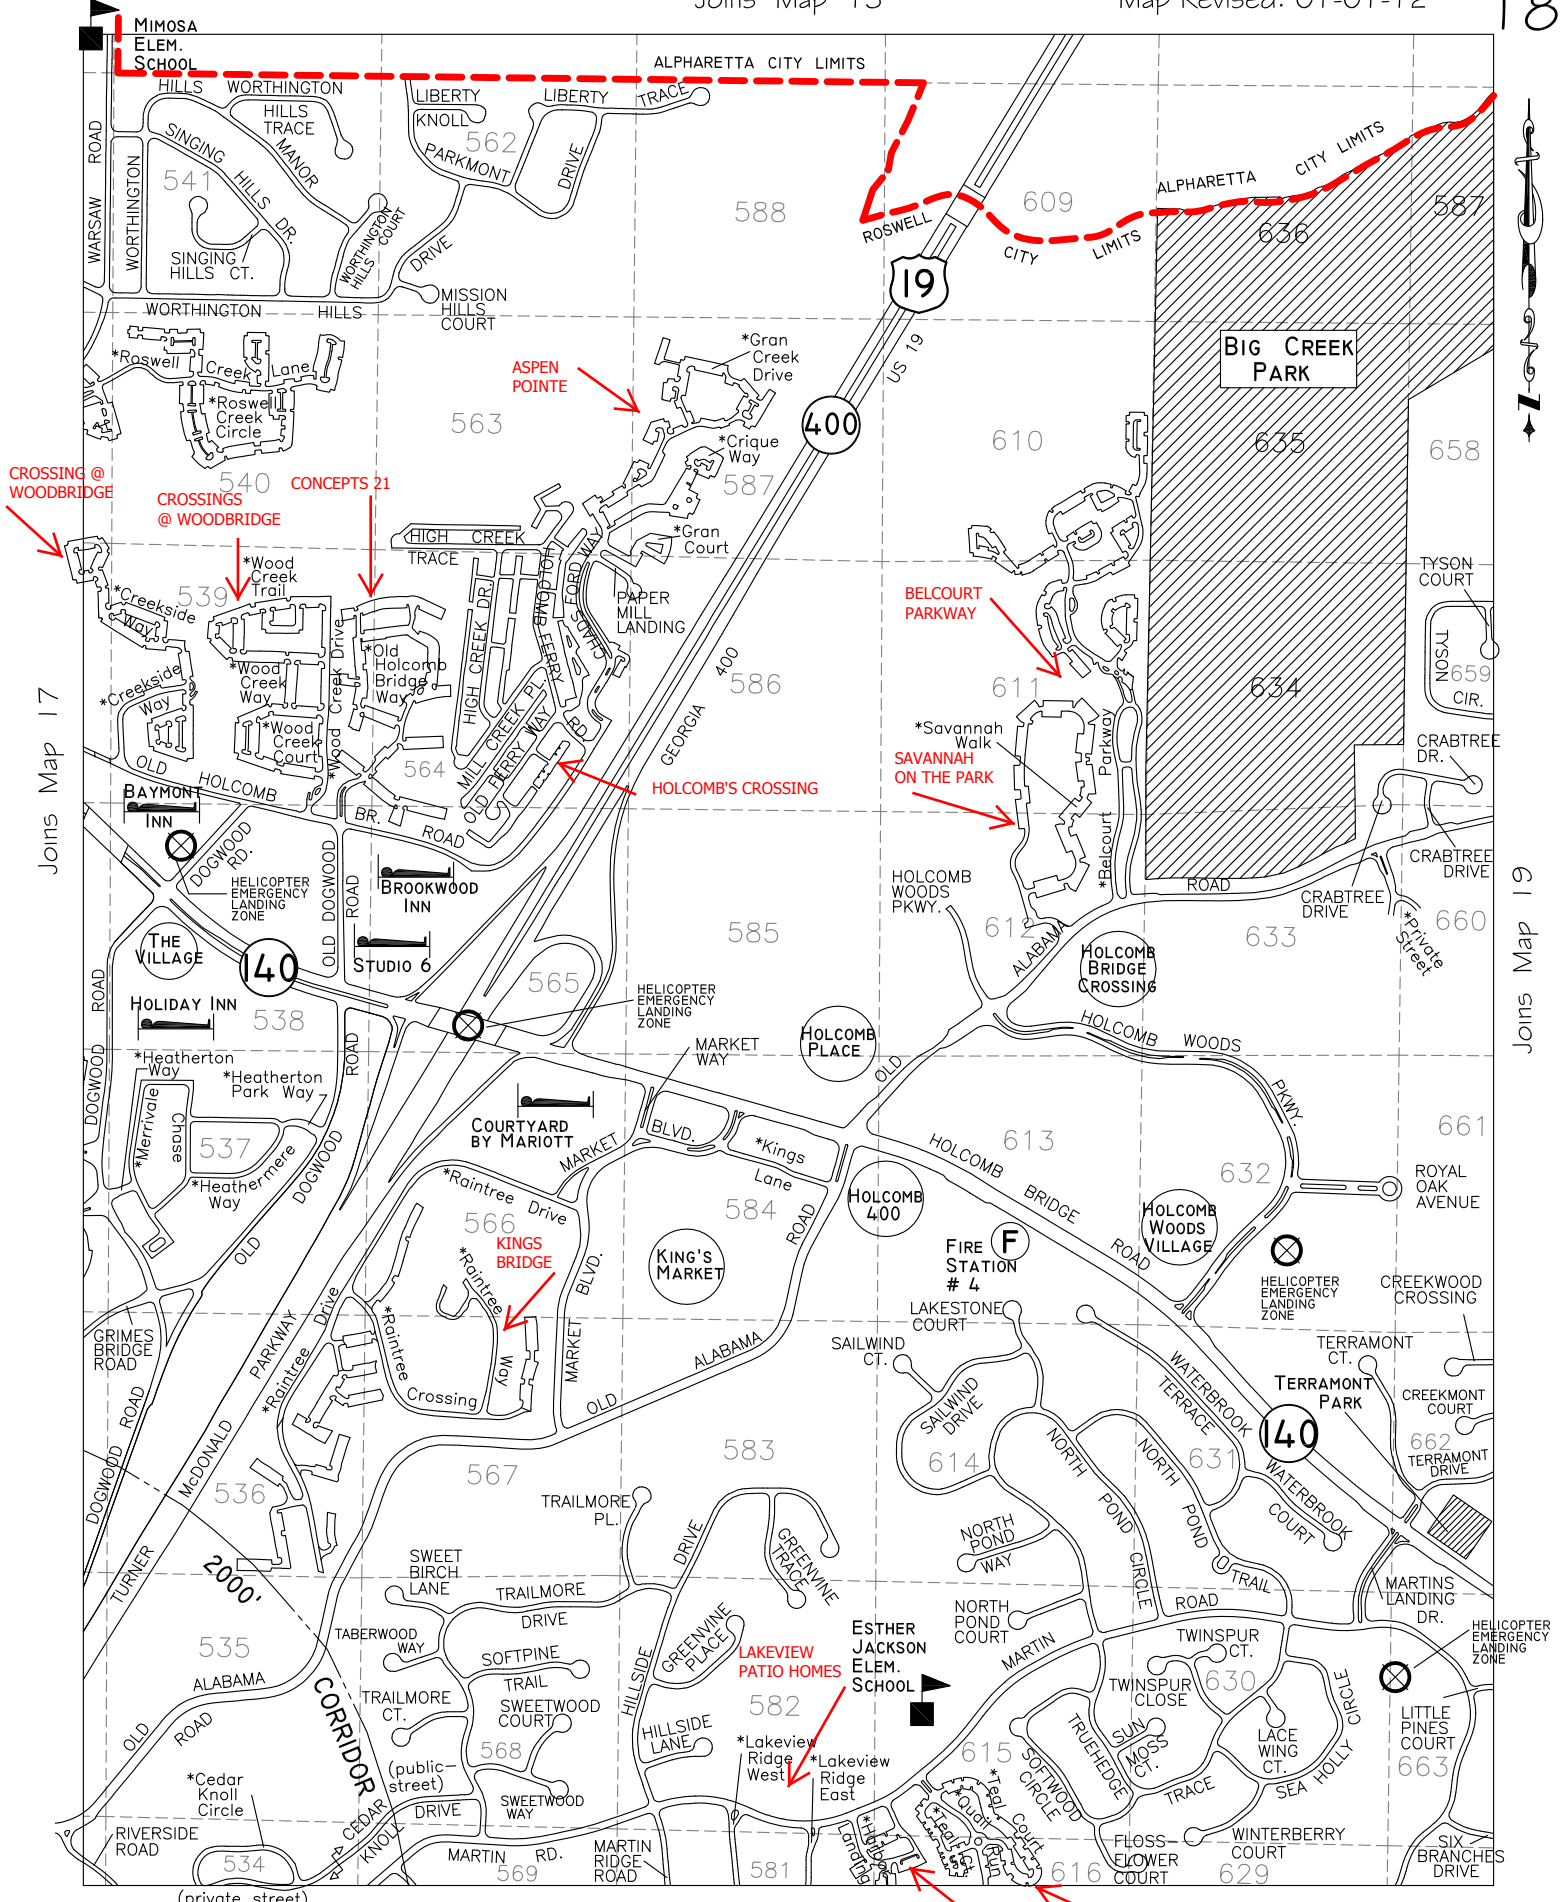 Joins Map 13
Map Revised: 01-01-12
18
MIMOSA
ELEM.
SCHOOL
ALPHARETTA CITY LIMITS
HILLS WORTHINGTON
HILLS
TRACE
LIBERTY
KNOLL
LIBERTY TRACE
562
ROAD
WARSAW
SINGING
HILLS
DR.
MANOR
PARKMONT
DRIVE
541
WORTHINGTON
588
609
ROSWELL
CITY
LIMITS
ALPHARETTA
CITY LIMITS
587
636
SINGING
HILLS CT.
WORTHINGTON
HILLS
COURT
DRIVE
19
MISSION
HILLS
COURT
WORTHINGTON HILLS
*Roswell
Creek
Lane
*Roswell
Creek
Circle
*Gran
Creek
Drive
US 19
BIG CREEK
PARK
ASPEN
POINTE
563
400
610
635
658
*Crique
Way
587
540
CROSSING @
WOODBRIDGE
CROSSINGS
@ WOODBRIDGE
CONCEPTS 21
HIGH CREEK
TRACE
*Gran
Court
*Wood
Creek
Trail
539
*Creekside
Way
HOLCOMB
FERRY
RD.
CHADS
FORD WAY
PAPER
MILL
LANDING
BELCOURT
PARKWAY
TYSON
COURT
TYSON
659
CIR.
HIGH CREEK DR.
*Old
Holcomb
Bridge
Way
*Wood Creek Drive
*Wood
Creek
Way
*Creekside
Way
400
GEORGIA
586
611
634
*Wood
Creek
Court
MILL CREEK PL.
OLD FERRY WAY
*Savannah
Walk
SAVANNAH
ON THE PARK
*Belcourt Parkway
CRABTREE
DR.
Joins Map 17
OLD HOLCOMB BR. ROAD
564
HOLCOMB'S CROSSING
BAYMONT
INN
DOGWOOD
RD.
HELICOPTER
EMERGENCY
LANDING
ZONE
OLD DOGWOOD
ROAD
BROOKWOOD
INN
HOLCOMB
WOODS
PKWY.
ROAD
CRABTREE
DRIVE
CRABTREE
DRIVE
*Private
Street
660
THE
VILLAGE
140
STUDIO 6
585
612
ALABAMA
633
HOLCOMB
BRIDGE
CROSSING
Joins Map 19
ROAD
HOLIDAY INN
538
565
HELICOPTER
EMERGENCY
LANDING
ZONE
MARKET
WAY
HOLCOMB
PLACE
HOLCOMB WOODS
PKWY.
OLD
DOGWOOD
ROAD
*Heatherton
Way
*Heatherton
Park Way
*Merrivale
Chase
537
*Heathermere
Way
DOGWOOD
OLD
COURTYARD
BY MARIOTT
MARKET
BLVD.
*Kings
Lane
HOLCOMB
BRIDGE
ROAD
613
661
632
*Raintree Drive
566
KINGS
BRIDGE
*Raintree
Way
584
ROAD
HOLCOMB
400
KING'S
MARKET
FIRE
STATION
# 4
F
HOLCOMB
WOODS
VILLAGE
ROYAL
OAK
AVENUE
HELICOPTER
EMERGENCY
LANDING
ZONE
CREEKWOOD
CROSSING
GRIMES
BRIDGE
ROAD
PARKWAY
*Raintree Drive
*Raintree
Crossing
MARKET
BLVD.
ALABAMA
OLD
LAKESTONE
COURT
SAILWIND
CT.
SAILWIND
DRIVE
WATERBROOK
TERRACE
TERRAMONT
CT.
TERRAMONT
PARK
CREEKMONT
COURT
140
DOGWOOD ROAD
TURNER McDONALD
536
567
583
614
NORTH
POND
CIRCLE
NORTH
POND
TRAIL
631
WATERBROOK
COURT
662
TERRAMONT
DRIVE
TRAILMORE
PL.
DRIVE
GREENVINE
TRACE
NORTH
POND
WAY
2000'
CORRIDOR
SWEET
BIRCH
LANE
TRAILMORE
DRIVE
MARTINS
LANDING
DR.
535
TABERWOOD
WAY
SOFTPINE
TRAIL
HILLSIDE
GREENVINE
PLACE
LAKEVIEW
PATIO HOMES
ESTHER
JACKSON
ELEM.
SCHOOL
NORTH
POND
COURT
MARTIN
ROAD
TWINSPUR
CT.
HELICOPTER
EMERGENCY
LANDING
ZONE
ALABAMA
OLD
ROAD
TRAILMORE
CT.
SWEETWOOD
COURT
582
TWINSPUR
CLOSE
630
CIRCLE
LITTLE
PINES
COURT
568
HILLSIDE
LANE
*Lakeview
Ridge
West
*Lakeview
Ridge
East
615
TRUEHEDGE
TRACE
SUN
MOSS
CT.
LACE
WING
CT.
SEA HOLLY
663
*Cedar
Knoll
Circle
(public-
street)
CEDAR
KNOLL
DRIVE
SWEETWOOD
WAY
SOFTWOOD
CIRCLE
*Teal Court
*Quail Run
*Teal Ct.
*Harbor
Landing
RIVERSIDE
ROAD
534
MARTIN RD.
569
MARTIN
RIDGE
ROAD
581
616
FLOSS-
FLOWER
COURT
WINTERBERRY
COURT
629
SIX
BRANCHES
DRIVE
(private street)